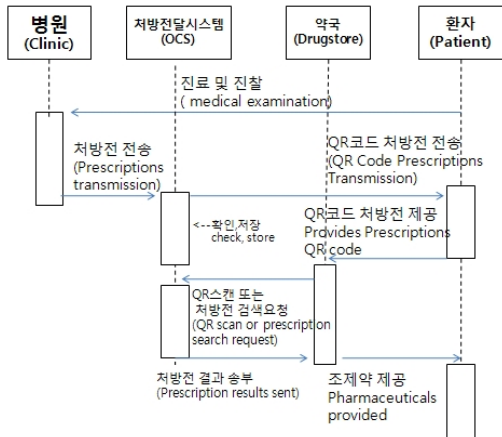 병원
(Clinic)
처방전달시스템
(OCS)
약국
(Drugstore)
환자
(Patient)
진료 및 진찰
( medical examination)
처방전 전송
(Prescriptions
transmission)
QR코드 처방전 전송
(QR Code Prescriptions
Transmission)
<--확인,저장
check, store
QR코드 처방전 제공
Provides Prescriptions
QR code
QR스캔 또는
처방전 검색요청
(QR scan or prescription
search request)
처방전 결과 송부
(Prescription results sent)
조제약 제공
Pharmaceuticals
provided